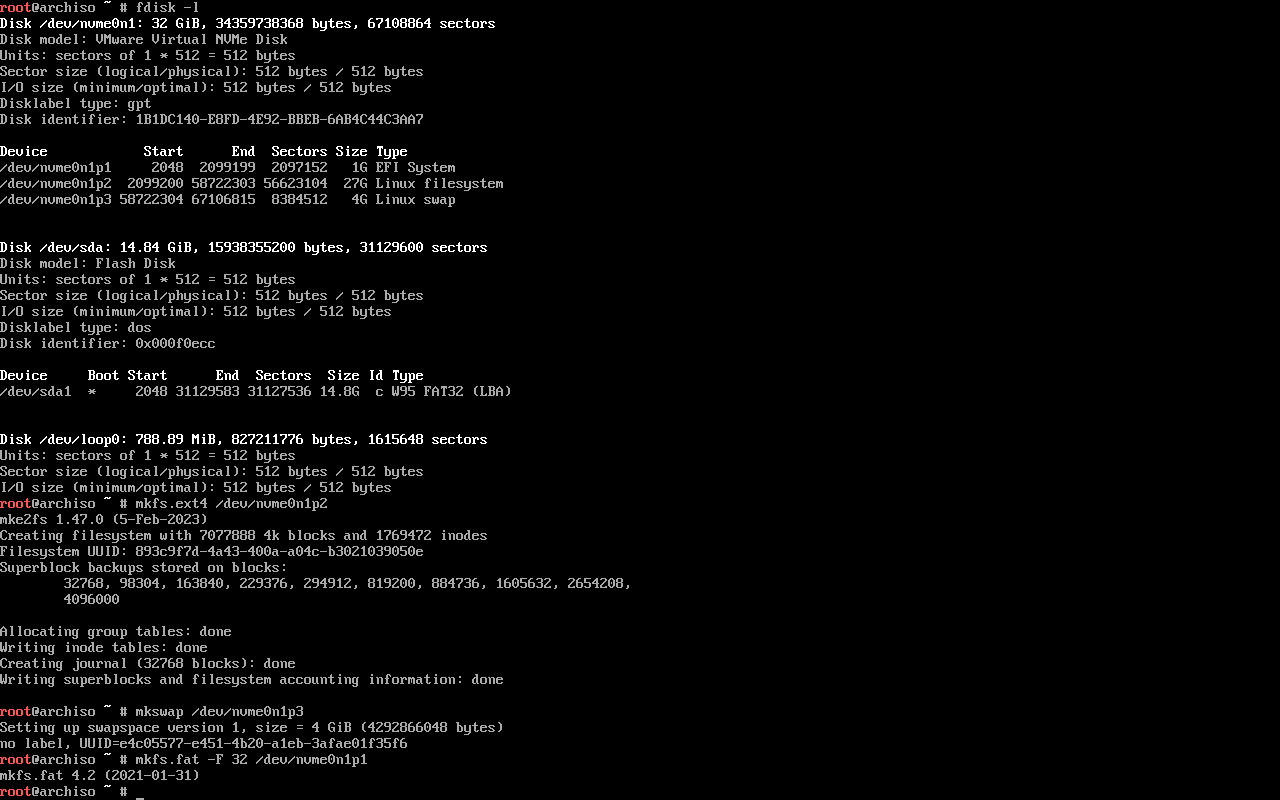 root@archiso ~ # fdisk -l
Disk /dev/nvme0n1: 32 GiB, 34359738368 bytes, 67108864 sectors
Disk model: VMware Virtual NVMe Disk
Units: sectors of 1 * 512 = 512 bytes
Sector size (logical/physical): 512 bytes / 512 bytes
I/O size (minimum/optimal): 512 bytes / 512 bytes
Disklabel type: gpt
Disk identifier: 1B1DC140-E8FD-4E92-BBEB-6AB4C44C3AA7

Device            Start      End  Sectors Size Type
/dev/nvme0n1p1     2048  2099199  2097152   1G EFI System
/dev/nvme0n1p2  2099200 58722303 56623104  27G Linux filesystem
/dev/nvme0n1p3 58722304 67106815  8384512   4G Linux swap


Disk /dev/sda: 14.84 GiB, 15938355200 bytes, 31129600 sectors
Disk model: Flash Disk
Units: sectors of 1 * 512 = 512 bytes
Sector size (logical/physical): 512 bytes / 512 bytes
I/O size (minimum/optimal): 512 bytes / 512 bytes
Disklabel type: dos
Disk identifier: 0x000f0ecc

Device     Boot Start      End  Sectors  Size Id Type
/dev/sda1  *     2048 31129583 31127536 14.8G  c W95 FAT32 (LBA)


Disk /dev/loop0: 788.89 MiB, 827211776 bytes, 1615648 sectors
Units: sectors of 1 * 512 = 512 bytes
Sector size (logical/physical): 512 bytes / 512 bytes
I/O size (minimum/optimal): 512 bytes / 512 bytes
root@archiso ~ # mkfs.ext4 /dev/nvme0n1p2
mke2fs 1.47.0 (5-Feb-2023)
Creating filesystem with 7077888 4k blocks and 1769472 inodes
Filesystem UUID: 893c9f7d-4a43-400a-a04c-b3021039050e
Superblock backups stored on blocks:
        32768, 98304, 163840, 229376, 294912, 819200, 884736, 1605632, 2654208,
        4096000

Allocating group tables: done
Writing inode tables: done
Creating journal (32768 blocks): done
Writing superblocks and filesystem accounting information: done

root@archiso ~ # mkswap /dev/nvme0n1p3
Setting up swapspace version 1, size = 4 GiB (4292866048 bytes)
no label, UUID=e4c05577-e451-4b20-a1eb-3afae01f35f6
root@archiso ~ # mkfs.fat -F 32 /dev/nvme0n1p1
mkfs.fat 4.2 (2021-01-31)
root@archiso ~ # _